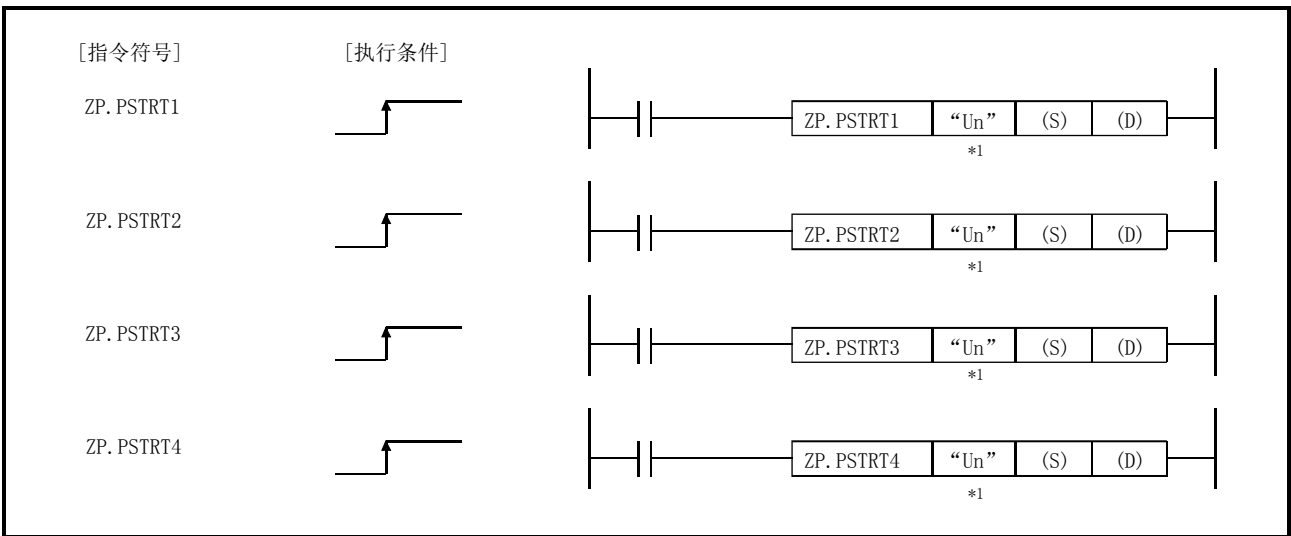 [指令符号] [执行条件]
ZP.PSTRT1 ZP.PSTRT1 “Un” (S) (D)
*1
ZP.PSTRT2 ZP.PSTRT2 “Un” (S) (D)
*1
ZP.PSTRT3 ZP.PSTRT3 “Un” (S) (D)
*1
ZP.PSTRT4 ZP.PSTRT4 “Un” (S) (D)
*1